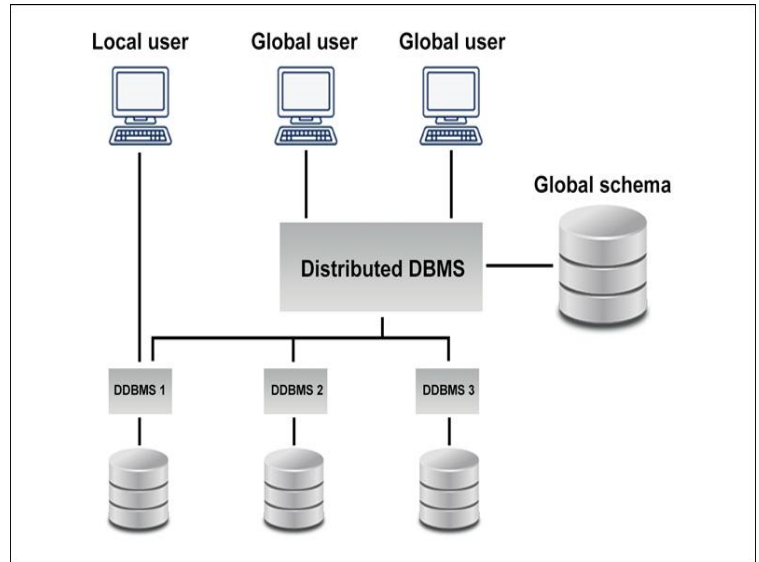 Local user
Global user
Global user
Global schema
Distributed DBMS
DDBMS 1
DDBMS 2
DDBMS 3